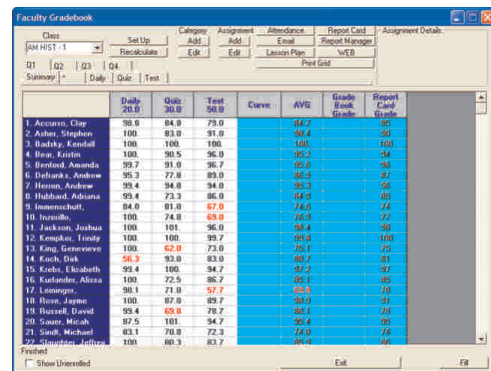 Faculty Gradebook
Class
AM HIST - 1
Set Up
Recalculate
Category
Add
Edit
Assignment
Add
Edit
Attendance
Email
Lesson Plan
Report Card
Report Manager
WEB
Print Grid
Assignment Details
Q1 Q2 Q3 Q4
Summary * Daily Quiz Test
Daily 20.0 Quiz 30.0 Test 50.0 Curve AVG Grade Book Grade Report Card Grade
1. Accurso, Clay 98.0 84.0 79.0
2. Asher, Stephen 100. 83.0 91.0
3. Badsky, Kendall 100. 100. 100. 100. 100
4. Bear, Kristin 100. 90.5 96.0
5. Benford, Amanda 99.7 91.0 96.7
6. Defranks, Andrew 95.3 77.8 89.0
7. Herren, Andrew 99.4 94.0 94.0
8. Hubbard, Adriana 99.4 73.3 86.0
9. Immenschuft, 84.0 81.0 67.0
10. Inzerillo, 100. 74.8 69.0
11. Jackson, Joshua 100. 101. 96.0
12. Kempker, Trinity 100. 100. 99.7
13. King, Genevieve 100. 62.0 73.0
14. Koch, Dirk 56.3 93.0 83.0
15. Krebs, Elizabeth 99.4 100. 94.7
16. Kurlander, Alissa 100. 72.5 86.7
17. Leininger, 98.1 71.0 57.7
18. Rose, Jayme 100. 87.0 89.7
19. Russell, David 99.4 69.8 78.7
20. Sauer, Micah 87.5 101. 94.7
21. Sindt, Michael 83.1 70.8 72.3
22. Slaughter, Jeffrey 100. 80.3 83.7
Finished
Show Unenrolled
Exit
Fill